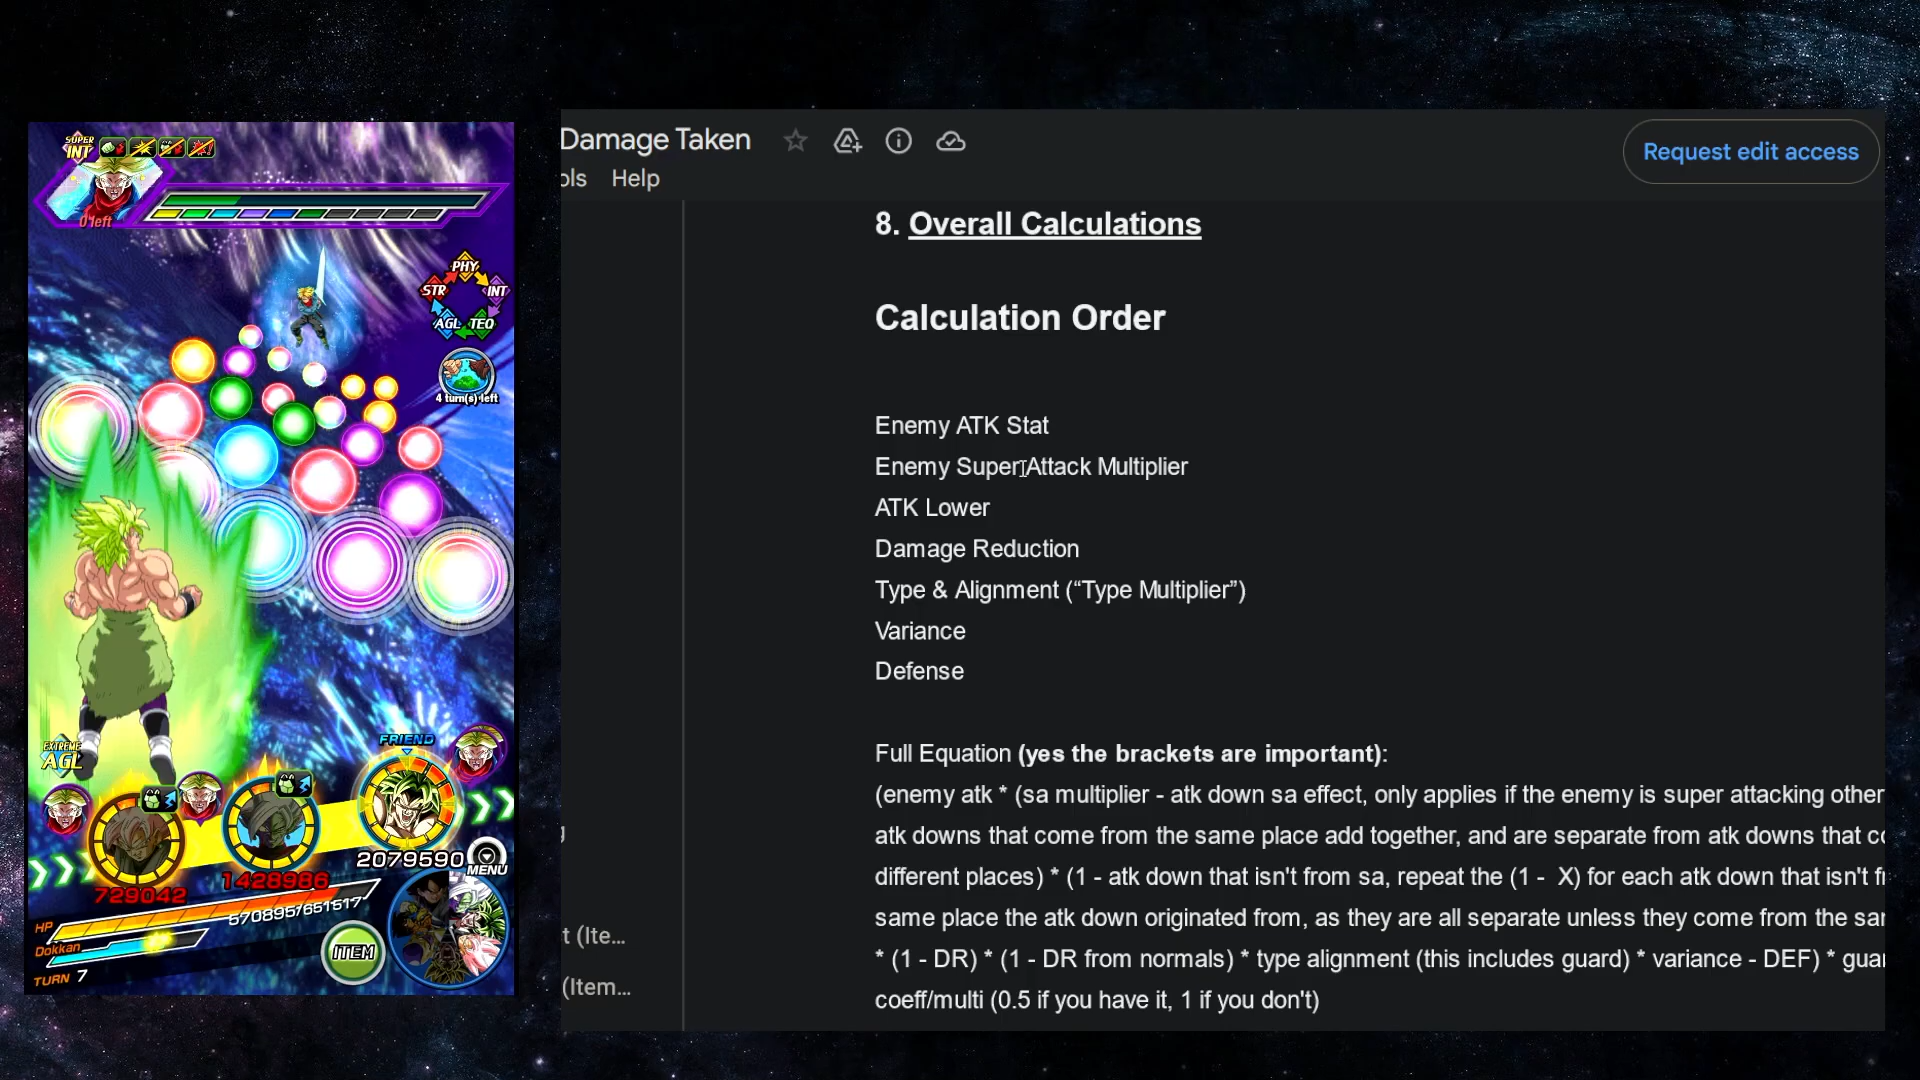 SUPER
INT
0 left
PHY
STR
INT
AGL
TEQ
4 turn(s) left
EXTREME
AGL
FRIEND
2079590
MENU
729042
1428986
HP
5708957651517
Dokkan
ITEM
TURN 7
Damage Taken
ols Help
Request edit access
8. Overall Calculations
Calculation Order
Enemy ATK Stat
Enemy Super Attack Multiplier
ATK Lower
Damage Reduction
Type & Alignment (“Type Multiplier”)
Variance
Defense
Full Equation (yes the brackets are important):
(enemy atk * (sa multiplier - atk down sa effect, only applies if the enemy is super attacking other
atk downs that come from the same place add together, and are separate from atk downs that co
different places) * (1 - atk down that isn't from sa, repeat the (1 - X) for each atk down that isn't f
same place the atk down originated from, as they are all separate unless they come from the sa
* (1 - DR) * (1 - DR from normals) * type alignment (this includes guard) * variance - DEF) * gua
coeff/multi (0.5 if you have it, 1 if you don't)
t (Ite...
(Item...